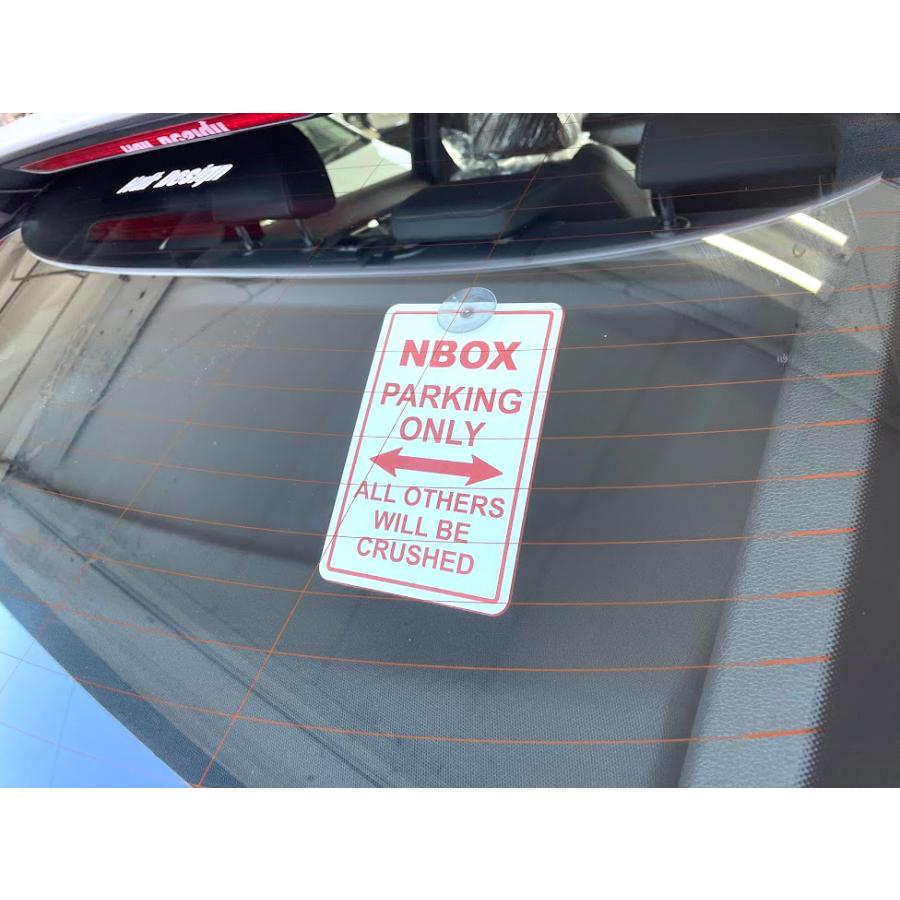 NBOX
PARKING
ONLY
ALL OTHERS
WILL BE
CRUSHED